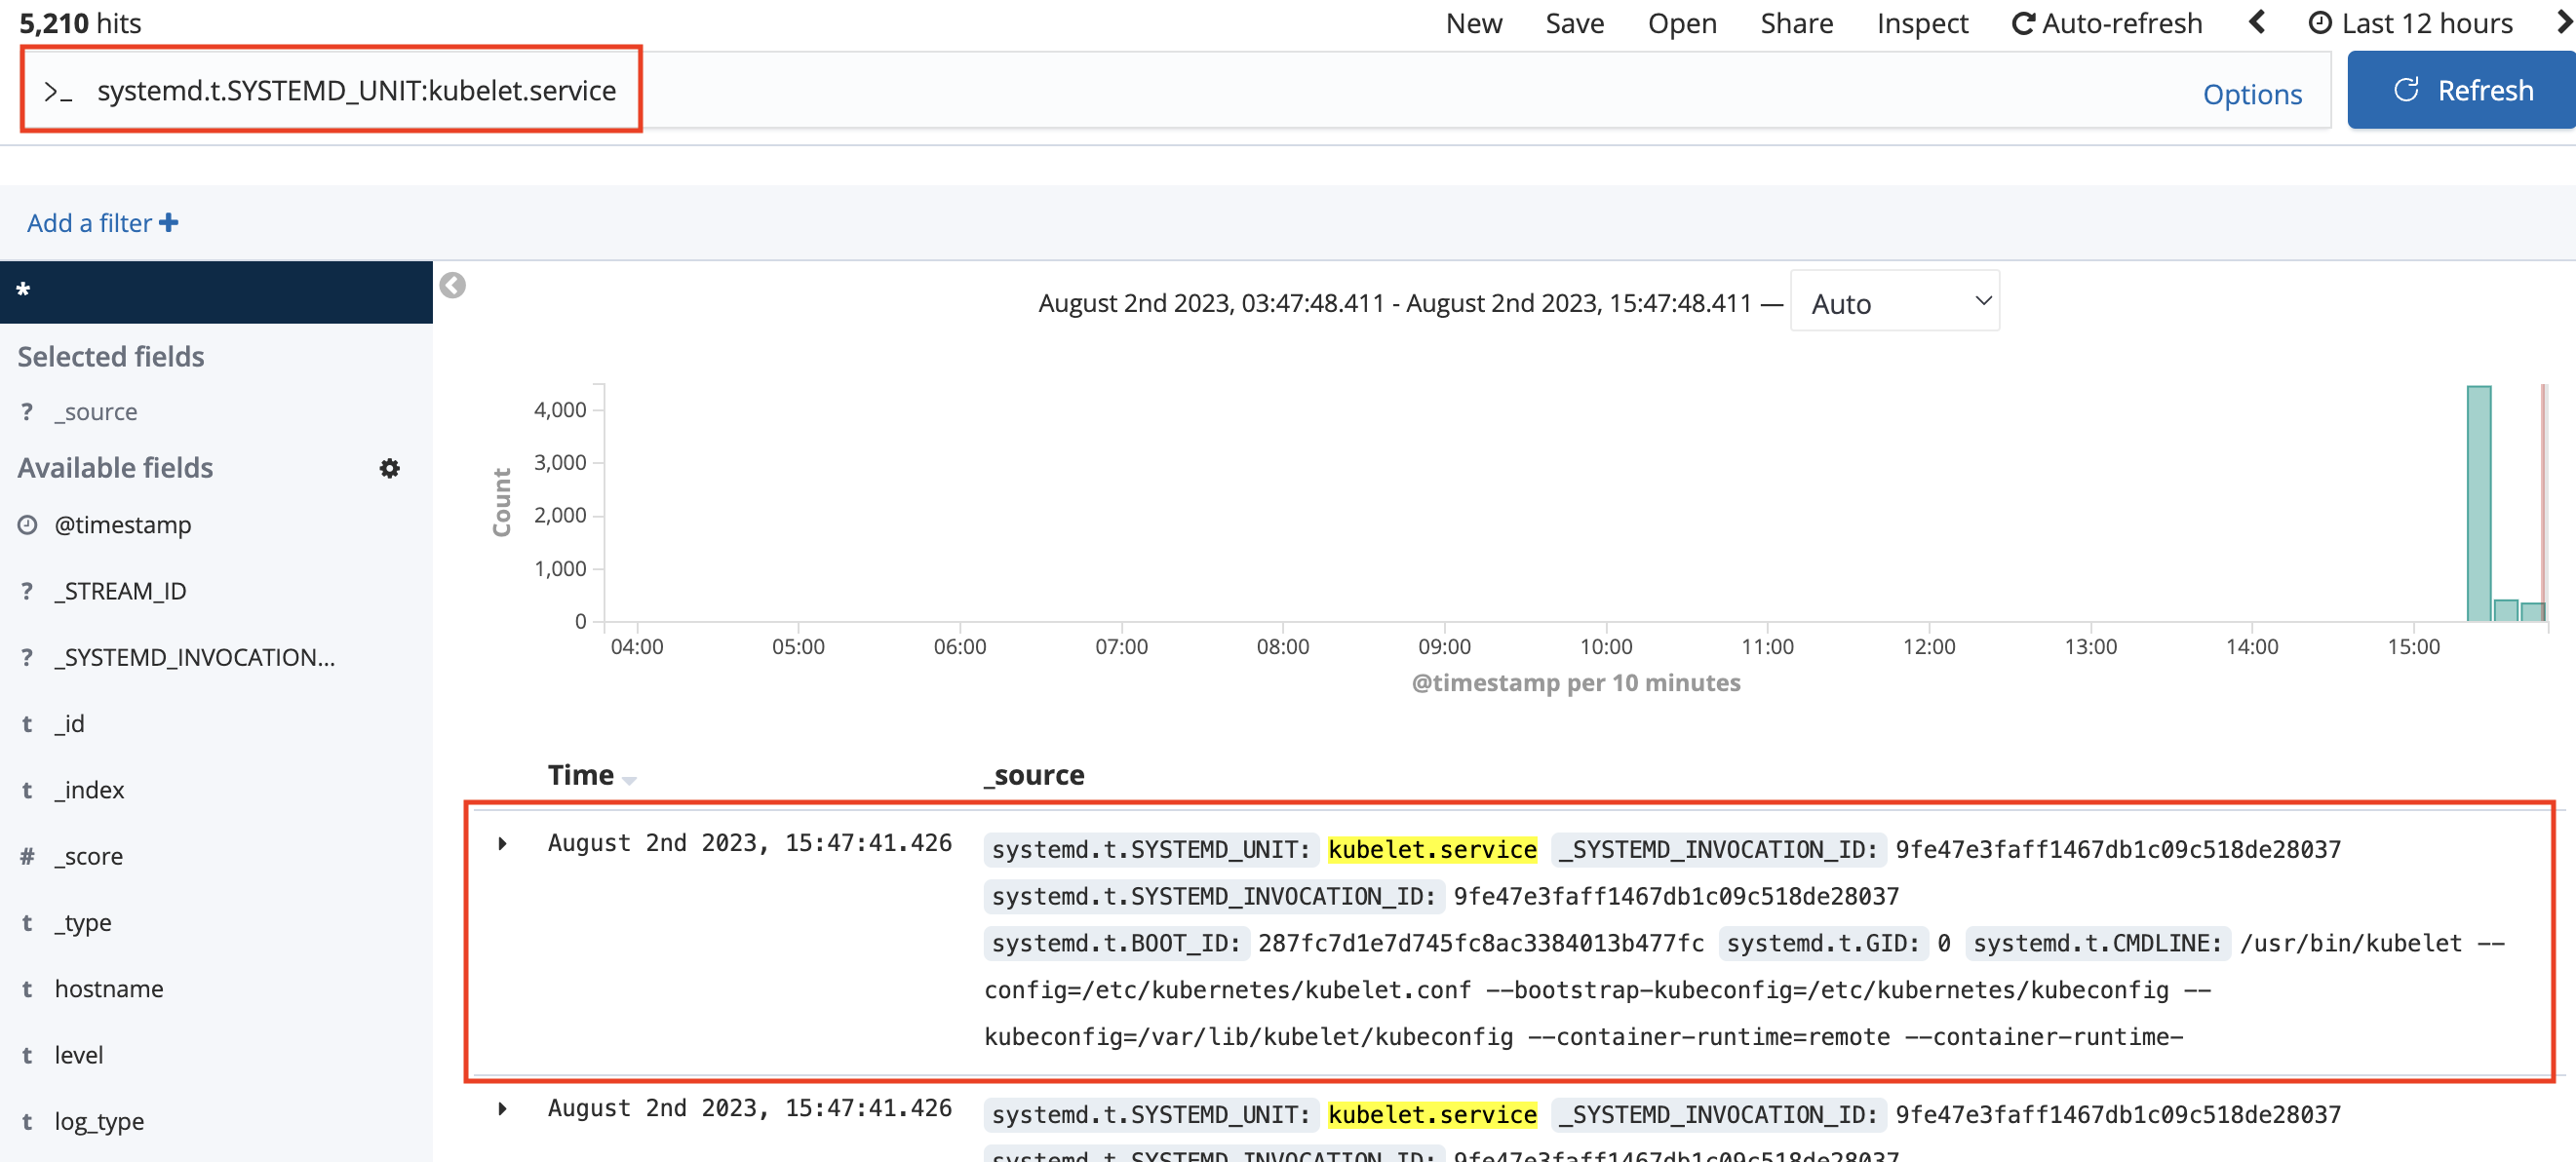 5,210 hits
New Save Open Share Inspect Auto-refresh Last 12 hours
>_ systemd.t.SYSTEMD_UNIT:kubelet.service
Options
Refresh
Add a filter +
*
Selected fields
? _source
Available fields
@timestamp
? _STREAM_ID
? _SYSTEMD_INVOCATION...
t _id
t _index
# _score
t _type
t hostname
t level
t log_type
August 2nd 2023, 03:47:48.411 - August 2nd 2023, 15:47:48.411 —
Auto
Count
4,000
3,000
2,000
1,000
0
04:00 05:00 06:00 07:00 08:00 09:00 10:00 11:00 12:00 13:00 14:00 15:00
@timestamp per 10 minutes
Time _source
August 2nd 2023, 15:47:41.426 systemd.t.SYSTEMD_UNIT: kubelet.service _SYSTEMD_INVOCATION_ID: 9fe47e3faff1467db1c09c518de28037
systemd.t.SYSTEMD_INVOCATION_ID: 9fe47e3faff1467db1c09c518de28037
systemd.t.BOOT_ID: 287fc7d1e7d745fc8ac3384013b477fc systemd.t.GID: 0 systemd.t.CMDLINE: /usr/bin/kubelet --
config=/etc/kubernetes/kubelet.conf --bootstrap-kubeconfig=/etc/kubernetes/kubeconfig --
kubeconfig=/var/lib/kubelet/kubeconfig --container-runtime=remote --container-runtime-
August 2nd 2023, 15:47:41.426 systemd.t.SYSTEMD_UNIT: kubelet.service _SYSTEMD_INVOCATION_ID: 9fe47e3faff1467db1c09c518de28037
systemd.t.SYSTEMD_INVOCATION_ID: 9fe47e3faff1467db1c09c518de28037